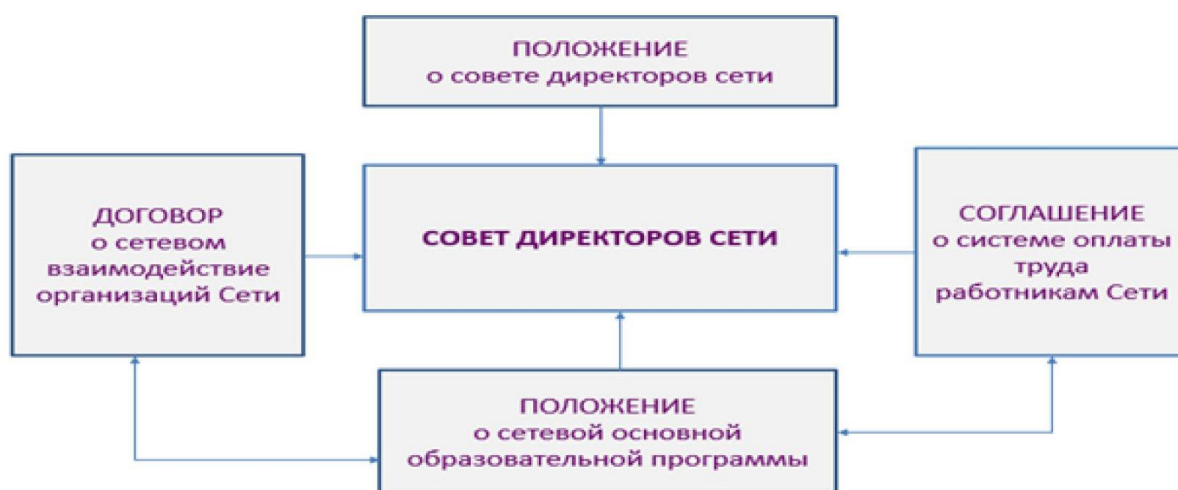 ПОЛОЖЕНИЕ
о совете директоров сети
ДОГОВОР
о сетевом
взаимодействие
организаций Сети
СОВЕТ ДИРЕКТОРОВ СЕТИ
СОГЛАШЕНИЕ
о системе оплаты
труда
работникам Сети
ПОЛОЖЕНИЕ
о сетевой основной
образовательной программы